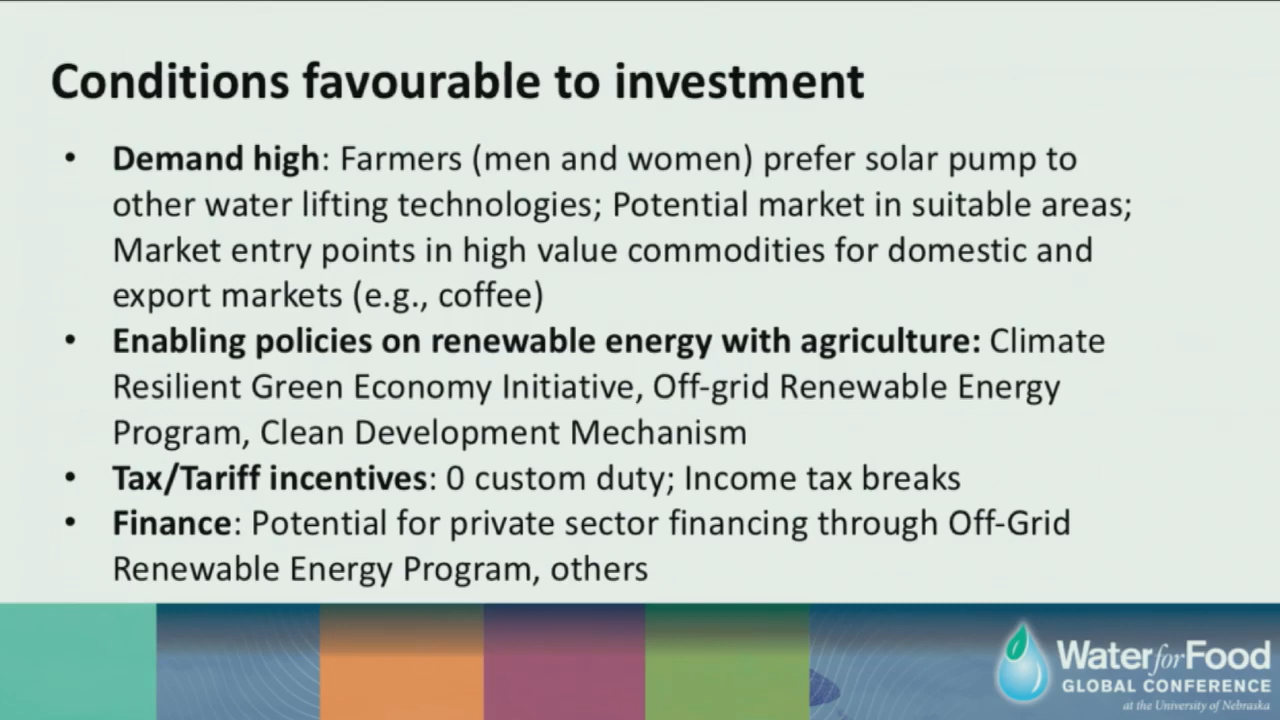 Conditions favourable to investment
• Demand high: Farmers (men and women) prefer solar pump to
other water lifting technologies; Potential market in suitable areas;
Market entry points in high value commodities for domestic and
export markets (e.g., coffee)
• Enabling policies on renewable energy with agriculture: Climate
Resilient Green Economy Initiative, Off-grid Renewable Energy
Program, Clean Development Mechanism
• Tax/Tariff incentives: 0 custom duty; Income tax breaks
• Finance: Potential for private sector financing through Off-Grid
Renewable Energy Program, others
Water for Food
GLOBAL CONFERENCE
at the University of Nebraska